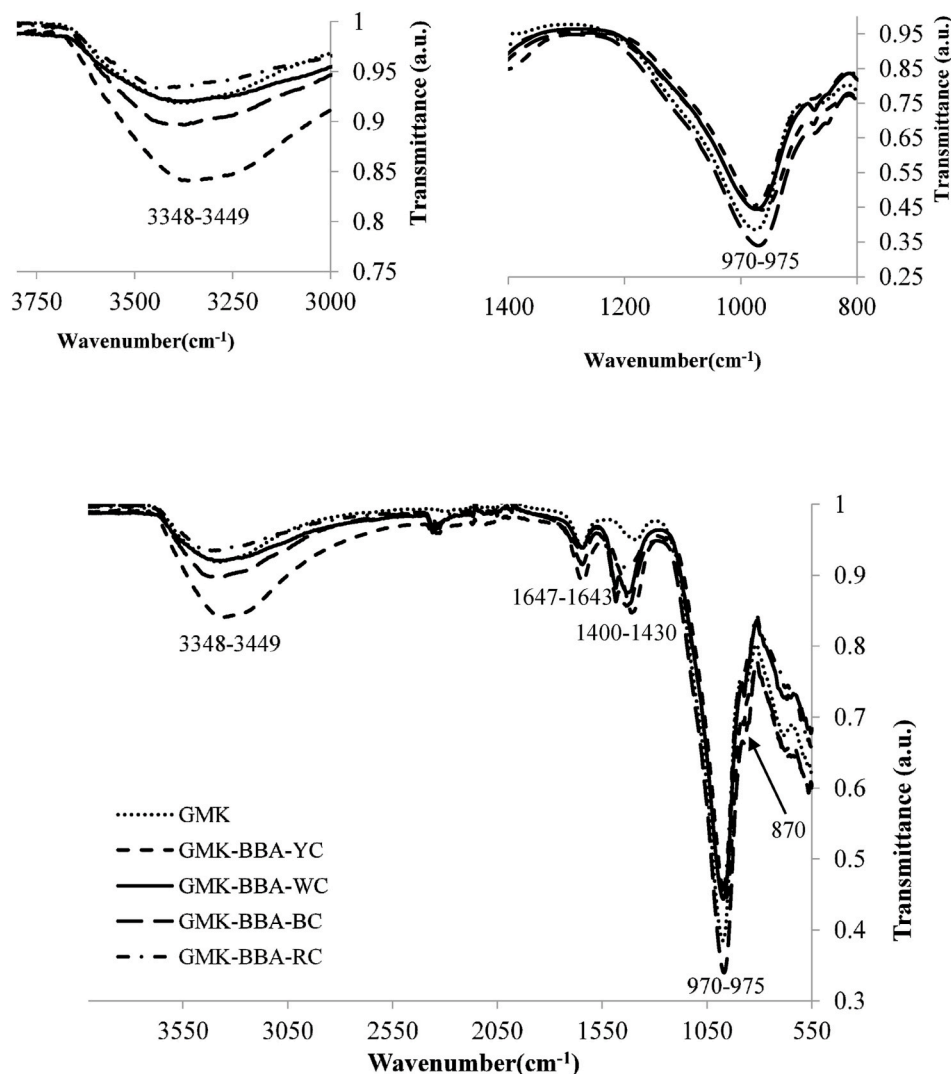 1
0.95
0.9
0.85
0.8
0.75
Transmittance (a.u.)
3348-3449
3750 3500 3250 3000
Wavenumber(cm-1)
0.95
0.85
0.75
0.65
0.55
0.45
0.35
0.25
Transmittance (a.u.)
970-975
1400 1200 1000 800
Wavenumber(cm-1)
1
0.9
0.8
0.7
0.6
0.5
0.4
0.3
Transmittance (a.u.)
3348-3449
1647-1643
1400-1430
870
970-975
GMK
GMK-BBA-YC
GMK-BBA-WC
GMK-BBA-BC
GMK-BBA-RC
3550 3050 2550 2050 1550 1050 550
Wavenumber(cm-1)